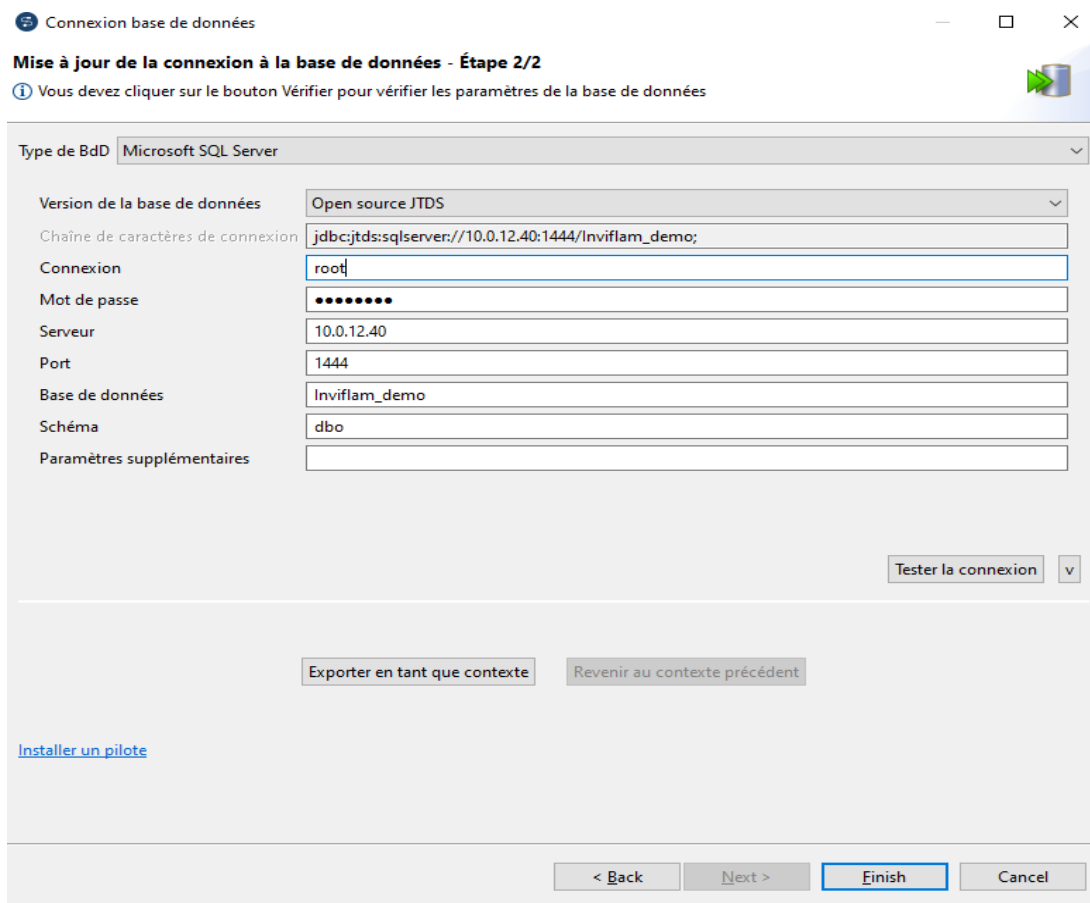 Connexion base de données
Mise à jour de la connexion à la base de données - Étape 2/2
Vous devez cliquer sur le bouton Vérifier pour vérifier les paramètres de la base de données
Type de BdD Microsoft SQL Server
Version de la base de données Open source JTDS
Chaîne de caractères de connexion jdbc:jtds:sqlserver://10.0.12.40:1444/Inviflam_demo;
Connexion root
Mot de passe ••••••••
Serveur 10.0.12.40
Port 1444
Base de données Inviflam_demo
Schéma dbo
Paramètres supplémentaires
Tester la connexion v
Exporter en tant que contexte Revenir au contexte précédent
Installer un pilote
< Back Next > Finish Cancel